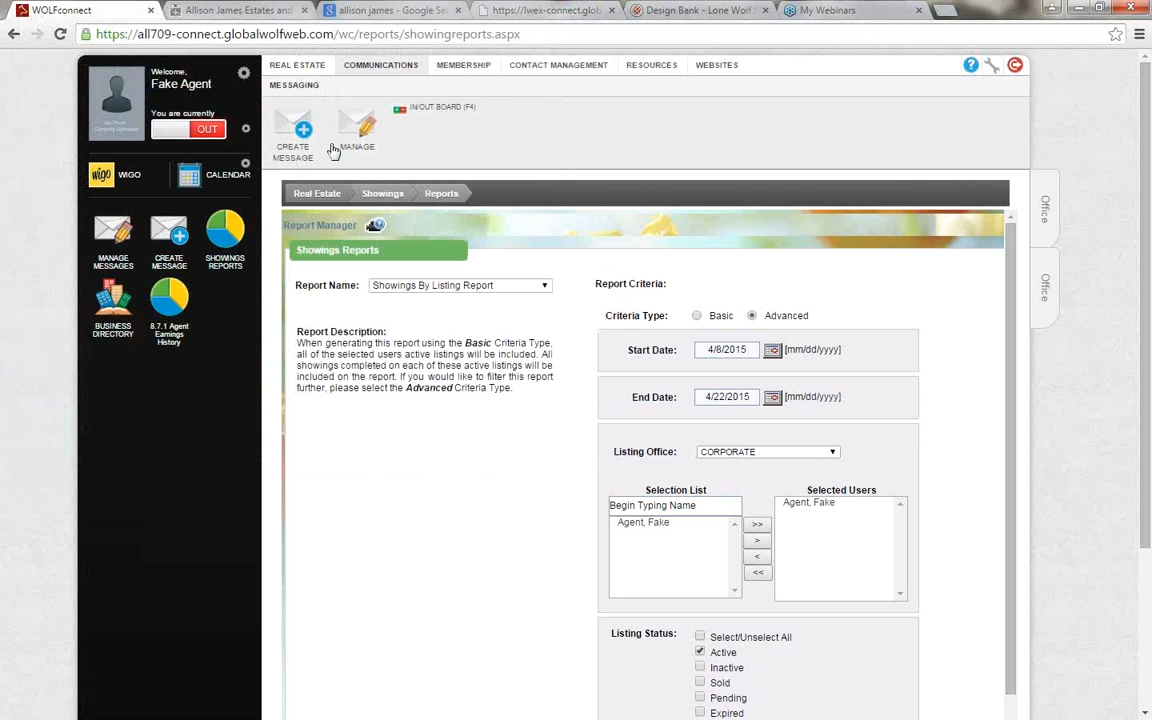 WOLFconnect
Allison James Estates and
allison james - Google Se
https://lwex-connect.glob
Design Bank – Lone Wolf
My Webinars
https://all709-connect.globalwolfweb.com/wc/reports/showingreports.aspx
Welcome,
Fake Agent
No Photo
Currently Uploaded
You are currently
OUT
wigo
WIGO
CALENDAR
MANAGE
MESSAGES
CREATE
MESSAGE
SHOWINGS
REPORTS
BUSINESS
DIRECTORY
8.7.1 Agent
Earnings
History
REAL ESTATE
COMMUNICATIONS
MEMBERSHIP
CONTACT MANAGEMENT
RESOURCES
WEBSITES
MESSAGING
CREATE
MESSAGE
MANAGE
IN/OUT BOARD (F4)
Real Estate
Showings
Reports
Report Manager
Showings Reports
Report Name:
Showings By Listing Report
Report Description:
When generating this report using the Basic Criteria Type,
all of the selected users active listings will be included. All
showings completed on each of these active listings will be
included on the report. If you would like to filter this report
further, please select the Advanced Criteria Type.
Report Criteria:
Criteria Type:
Basic
Advanced
Start Date:
4/8/2015
[mm/dd/yyyy]
End Date:
4/22/2015
[mm/dd/yyyy]
Listing Office:
CORPORATE
Selection List
Selected Users
Begin Typing Name
Agent, Fake
Agent, Fake
>>
>
<
<<
Listing Status:
Select/Unselect All
Active
Inactive
Sold
Pending
Expired
Office
Office